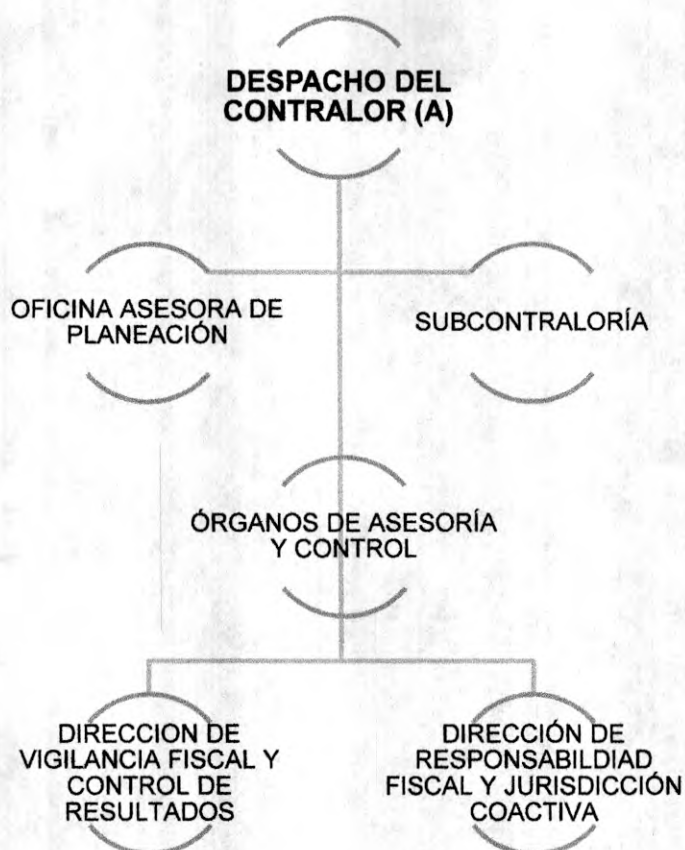 DESPACHO DEL
CONTRALOR (A)
OFICINA ASESORA DE
PLANEACIÓN
SUBCONTRALORÍA
ÓRGANOS DE ASESORÍA
Y CONTROL
DIRECCION DE
VIGILANCIA FISCAL Y
CONTROL DE
RESULTADOS
DIRECCIÓN DE
RESPONSABILDIAD
FISCAL Y JURISDICCIÓN
COACTIVA